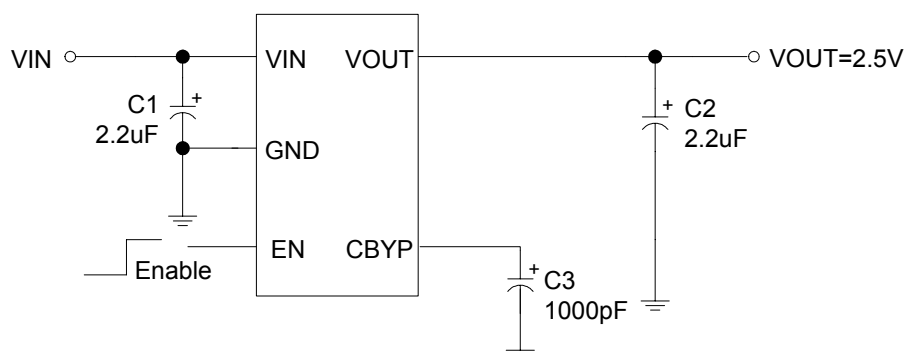 VIN
VIN
VOUT
VOUT=2.5V
+
C1
2.2uF
+
C2
2.2uF
GND
EN
CBYP
Enable
+
C3
1000pF